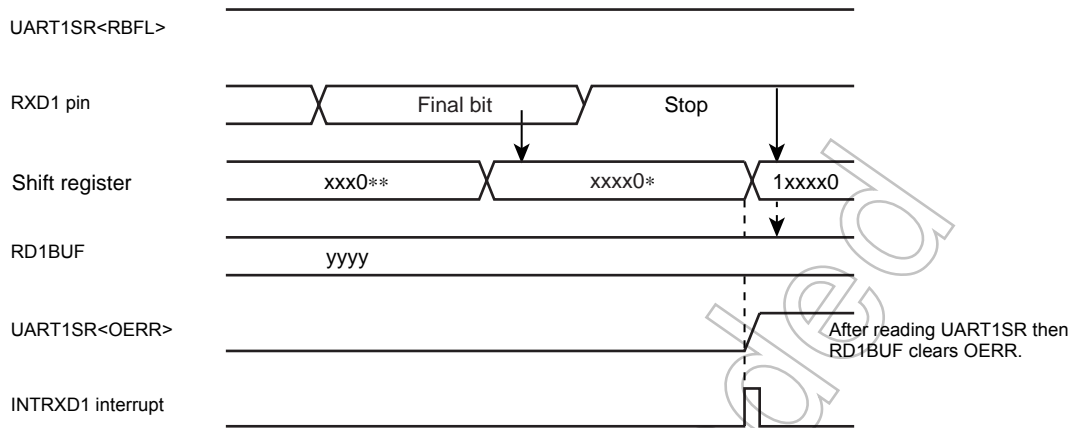 UART1SR<RBFL>
RXD1 pin
Final bit
Stop
Shift register
xxx0**
xxxx0*
1xxxx0
RD1BUF
yyyy
UART1SR<OERR>
After reading UART1SR then
RD1BUF clears OERR.
INTRXD1 interrupt